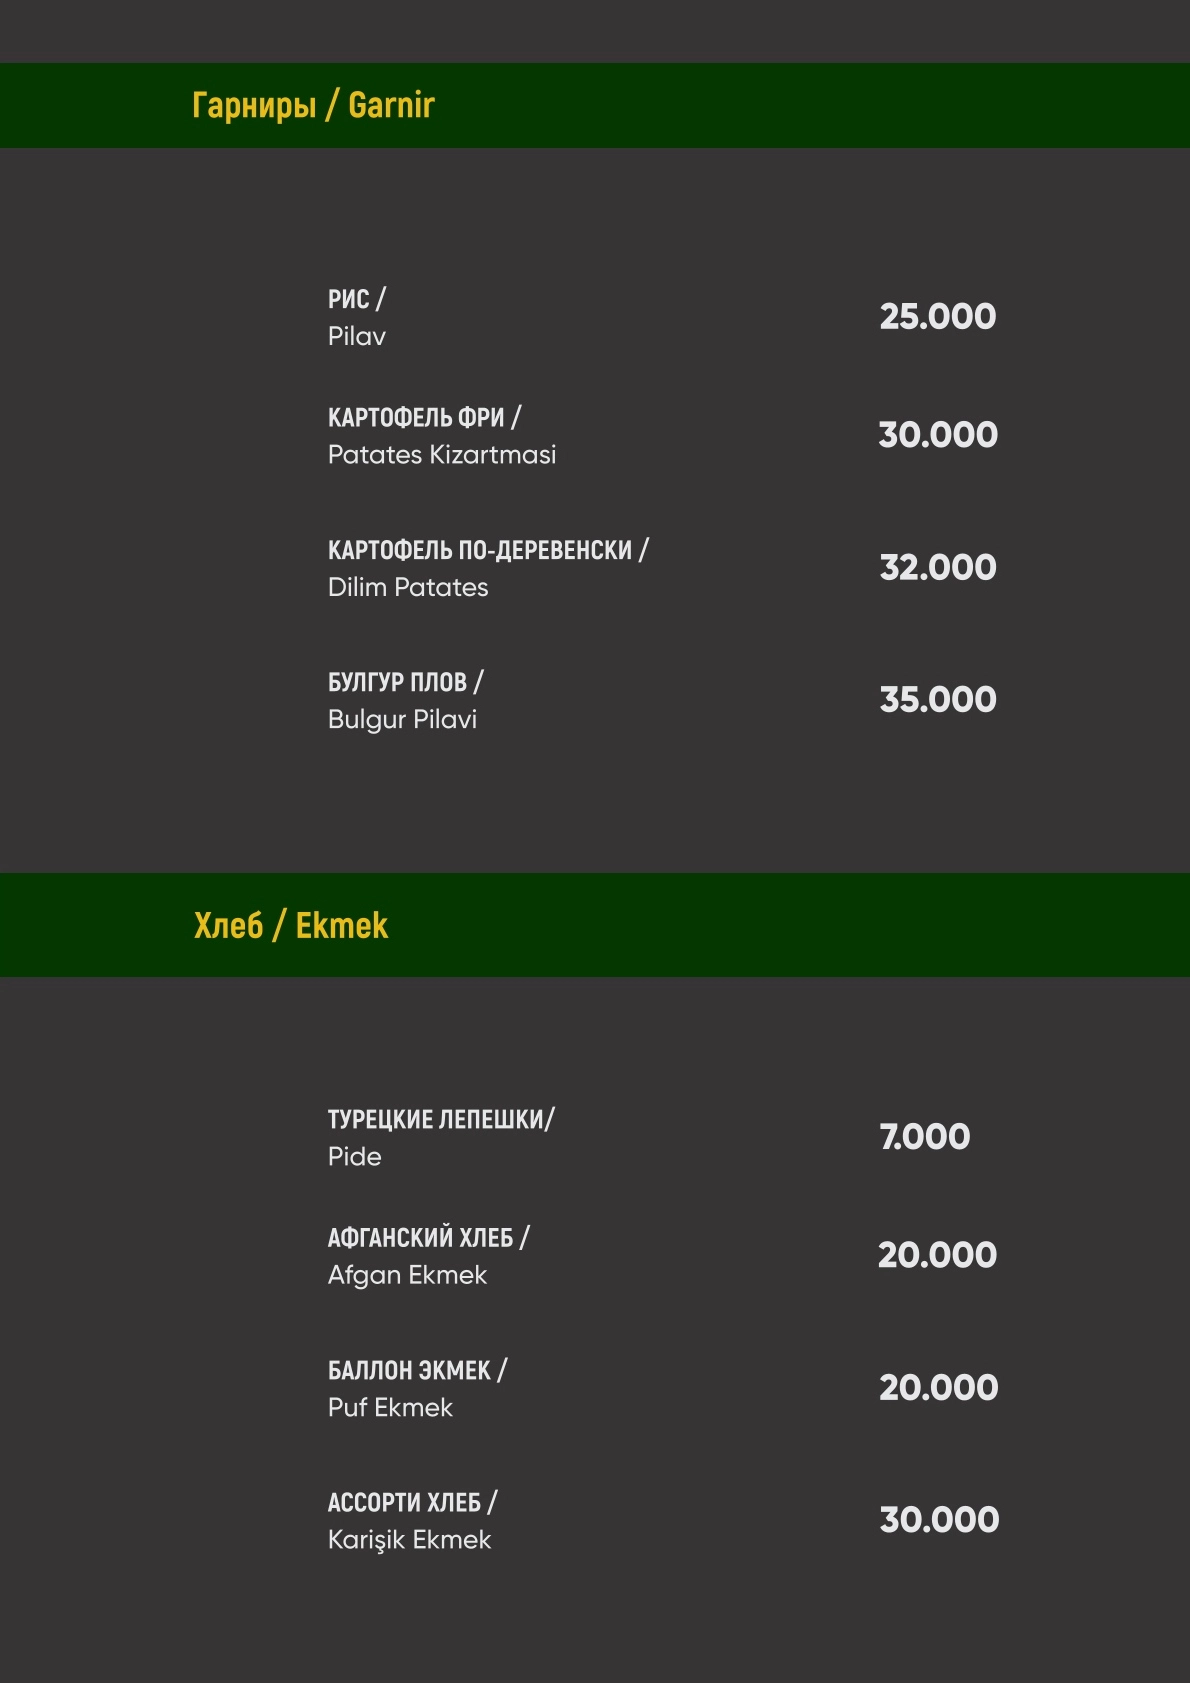 Гарниры / Garnir
РИС /
Pilav
25.000
КАРТОФЕЛЬ ФРИ /
Patates Kizartmasi
30.000
КАРТОФЕЛЬ ПО-ДЕРЕВЕНСКИ /
Dilim Patates
32.000
БУЛГУР ПЛОВ /
Bulgur Pilavi
35.000
Хлеб / Ekmek
ТУРЕЦКИЕ ЛЕПЕШКИ/
Pide
7.000
АФГАНСКИЙ ХЛЕБ /
Afgan Ekmek
20.000
БАЛЛОН ЭКМЕК /
Puf Ekmek
20.000
АССОРТИ ХЛЕБ /
Karişik Ekmek
30.000